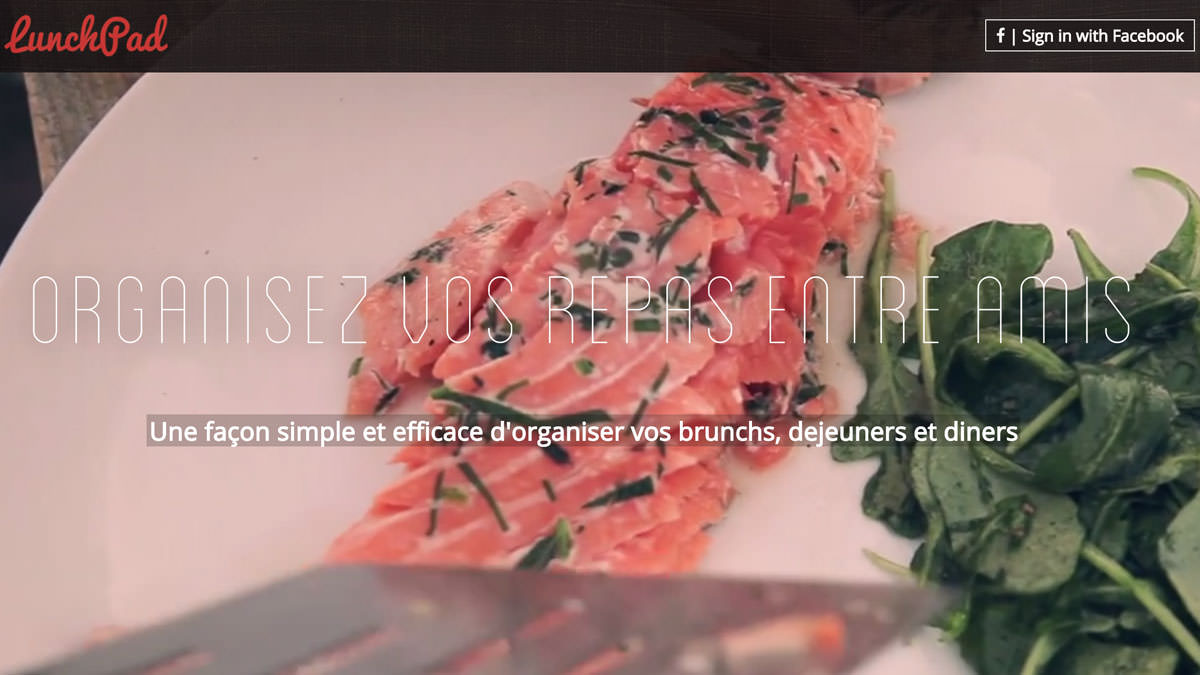 LunchPad
f | Sign in with Facebook
ORGANISEZ VOS REPAS ENTRE AMIS
Une façon simple et efficace d'organiser vos brunchs, dejeuners et diners